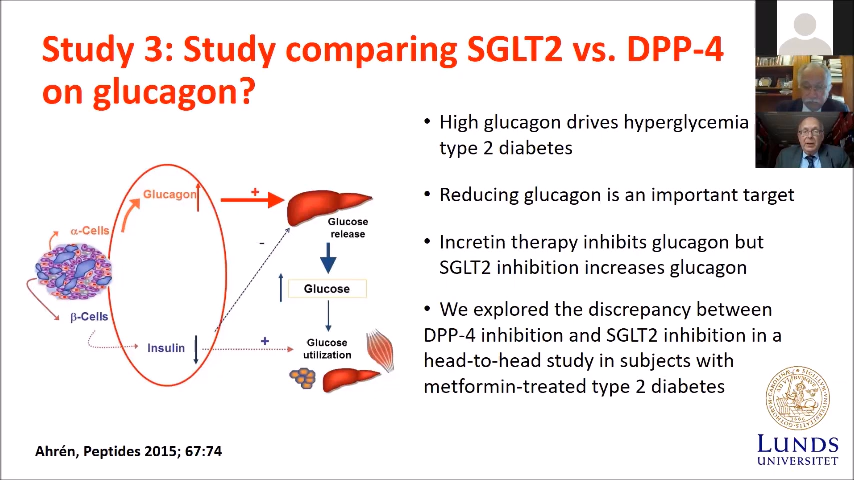 Study 3: Study comparing SGLT2 vs. DPP-4
on glucagon?
• High glucagon drives hyperglycemia
type 2 diabetes
• Reducing glucagon is an important target
• Incretin therapy inhibits glucagon but
SGLT2 inhibition increases glucagon
• We explored the discrepancy between
DPP-4 inhibition and SGLT2 inhibition in a
head-to-head study in subjects with
metformin-treated type 2 diabetes
Glucagon
+
α-Cells
Glucose
release
-
Glucose
β-Cells
Insulin
+
Glucose
utilization
Ahrén, Peptides 2015; 67:74
LUNDS
UNIVERSITET